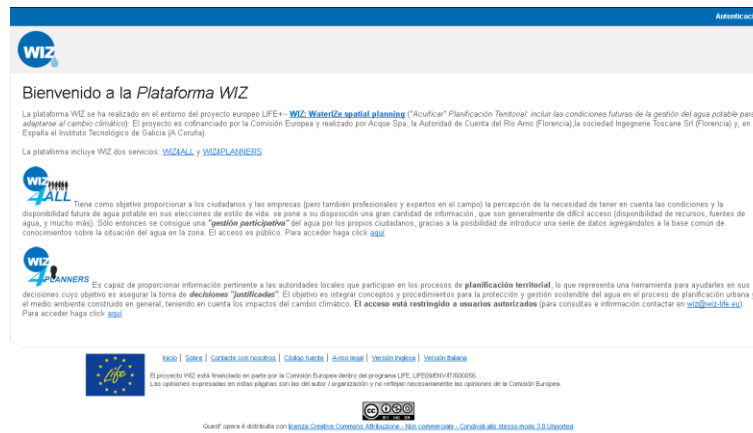 Autenticaci
WIZ
Bienvenido a la Plataforma WIZ
La plataforma WIZ se ha realizado en el entorno del proyecto europeo LIFE+ - WIZ: WaterIZe spatial planning ("Acuificar" Planificación Territorial: incluir las condiciones futuras de la gestión del agua potable para
adaptarse al cambio climático): El proyecto es cofinanciado por la Comisión Europea y realizado por Acque Spa, la Autoridad de Cuenta del Río Arno (Florencia),la sociedad Ingegnerie Toscane Srl (Florencia) y, en
España el Instituto Tecnológico de Galicia (A Coruña).
La plataforma incluye WIZ dos servicios: WIZ4ALL y WIZ4PLANNERS.
WIZ
4ALL Tiene como objetivo proporcionar a los ciudadanos y las empresas (pero también profesionales y expertos en el campo) la percepción de la necesidad de tener en cuenta las condiciones y la
disponibilidad futura de agua potable en sus elecciones de estilo de vida: se pone a su disposición una gran cantidad de información, que son generalmente de difícil acceso (disponibilidad de recursos, fuentes de
agua, y mucho más). Sólo entonces se consigue una "gestión participativa" del agua por los propios ciudadanos, gracias a la posibilidad de introducir una serie de datos agregándolos a la base común de
conocimientos sobre la situación del agua en la zona. El acceso es público. Para acceder haga click aquí.
WIZ
4PLANNERS Es capaz de proporcionar información pertinente a las autoridades locales que participan en los procesos de planificación territorial, lo que representa una herramienta para ayudarles en sus
decisiones cuyo objetivo es asegurar la toma de decisiones "justificadas". El objetivo es integrar conceptos y procedimientos para la protección y gestión sostenible del agua en el proceso de planificación urbana y
el medio ambiente construido en general, teniendo en cuenta los impactos del cambio climático. El acceso está restringido a usuarios autorizados (para consultas e información contactar en wiz@wiz-life.eu).
Para acceder haga click aquí.
Life
Inicio | Sobre | Contacte con nosotros | Código fuente | Aviso legal | Versión Inglesa | Versión Italiana
El proyecto WIZ está financiado en parte por la Comisión Europea dentro del programa LIFE, LIFE09/ENV/IT/000056.
Las opiniones expresadas en estas páginas son las del autor / organización y no reflejan necesariamente las opiniones de la Comisión Europea.
cc
BY NC SA
Quest' opera è distribuita con licenza Creative Commons Attribuzione - Non commerciale - Condividi allo stesso modo 3.0 Unported